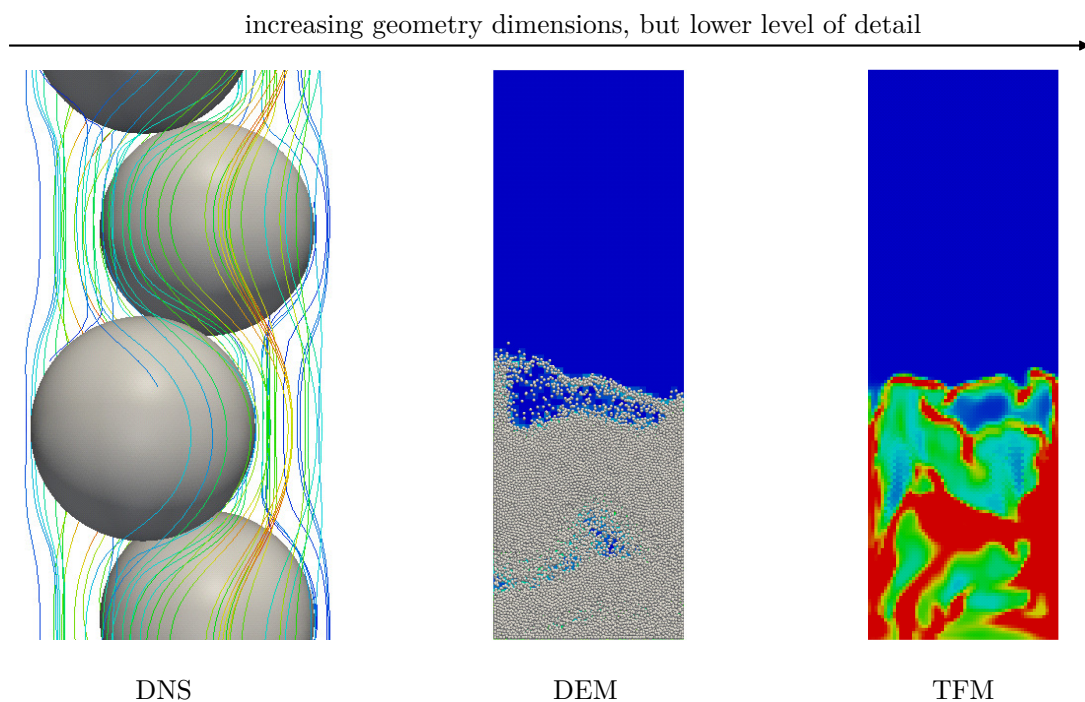 increasing geometry dimensions, but lower level of detail
DNS
DEM
TFM